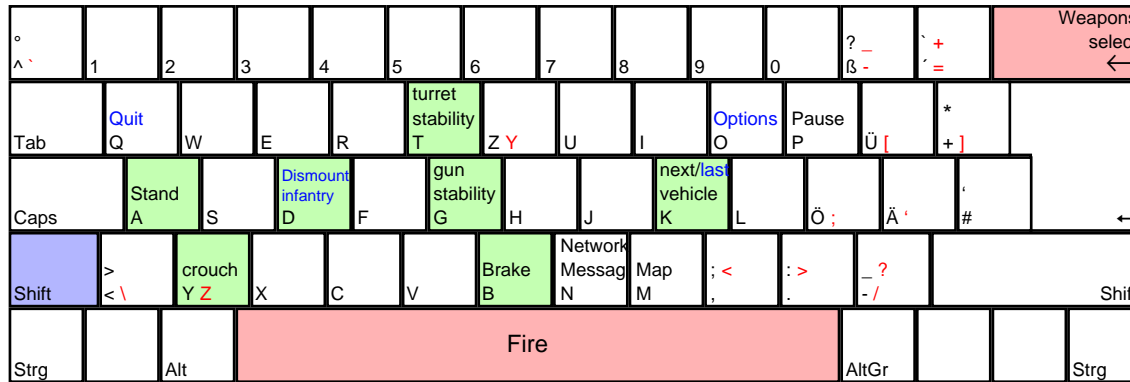 ° ? _ ` + Weapons
selec
^ ` 1 2 3 4 5 6 7 8 9 0 ß - ´ = ←
turret
Quit stability Options Pause *
Tab Q W E R T Z Y U I O P Ü [ + ]
gun next/last
Stand Dismount stability vehicle ‘
infantry
Caps A S D F G H J K L Ö ; Ä ‘ # ←
Network
> crouch Brake Messag Map ; < : > _ ?
Shift < \ Y Z X C V B N M , . - / Shif
Fire
Strg Alt AltGr Strg